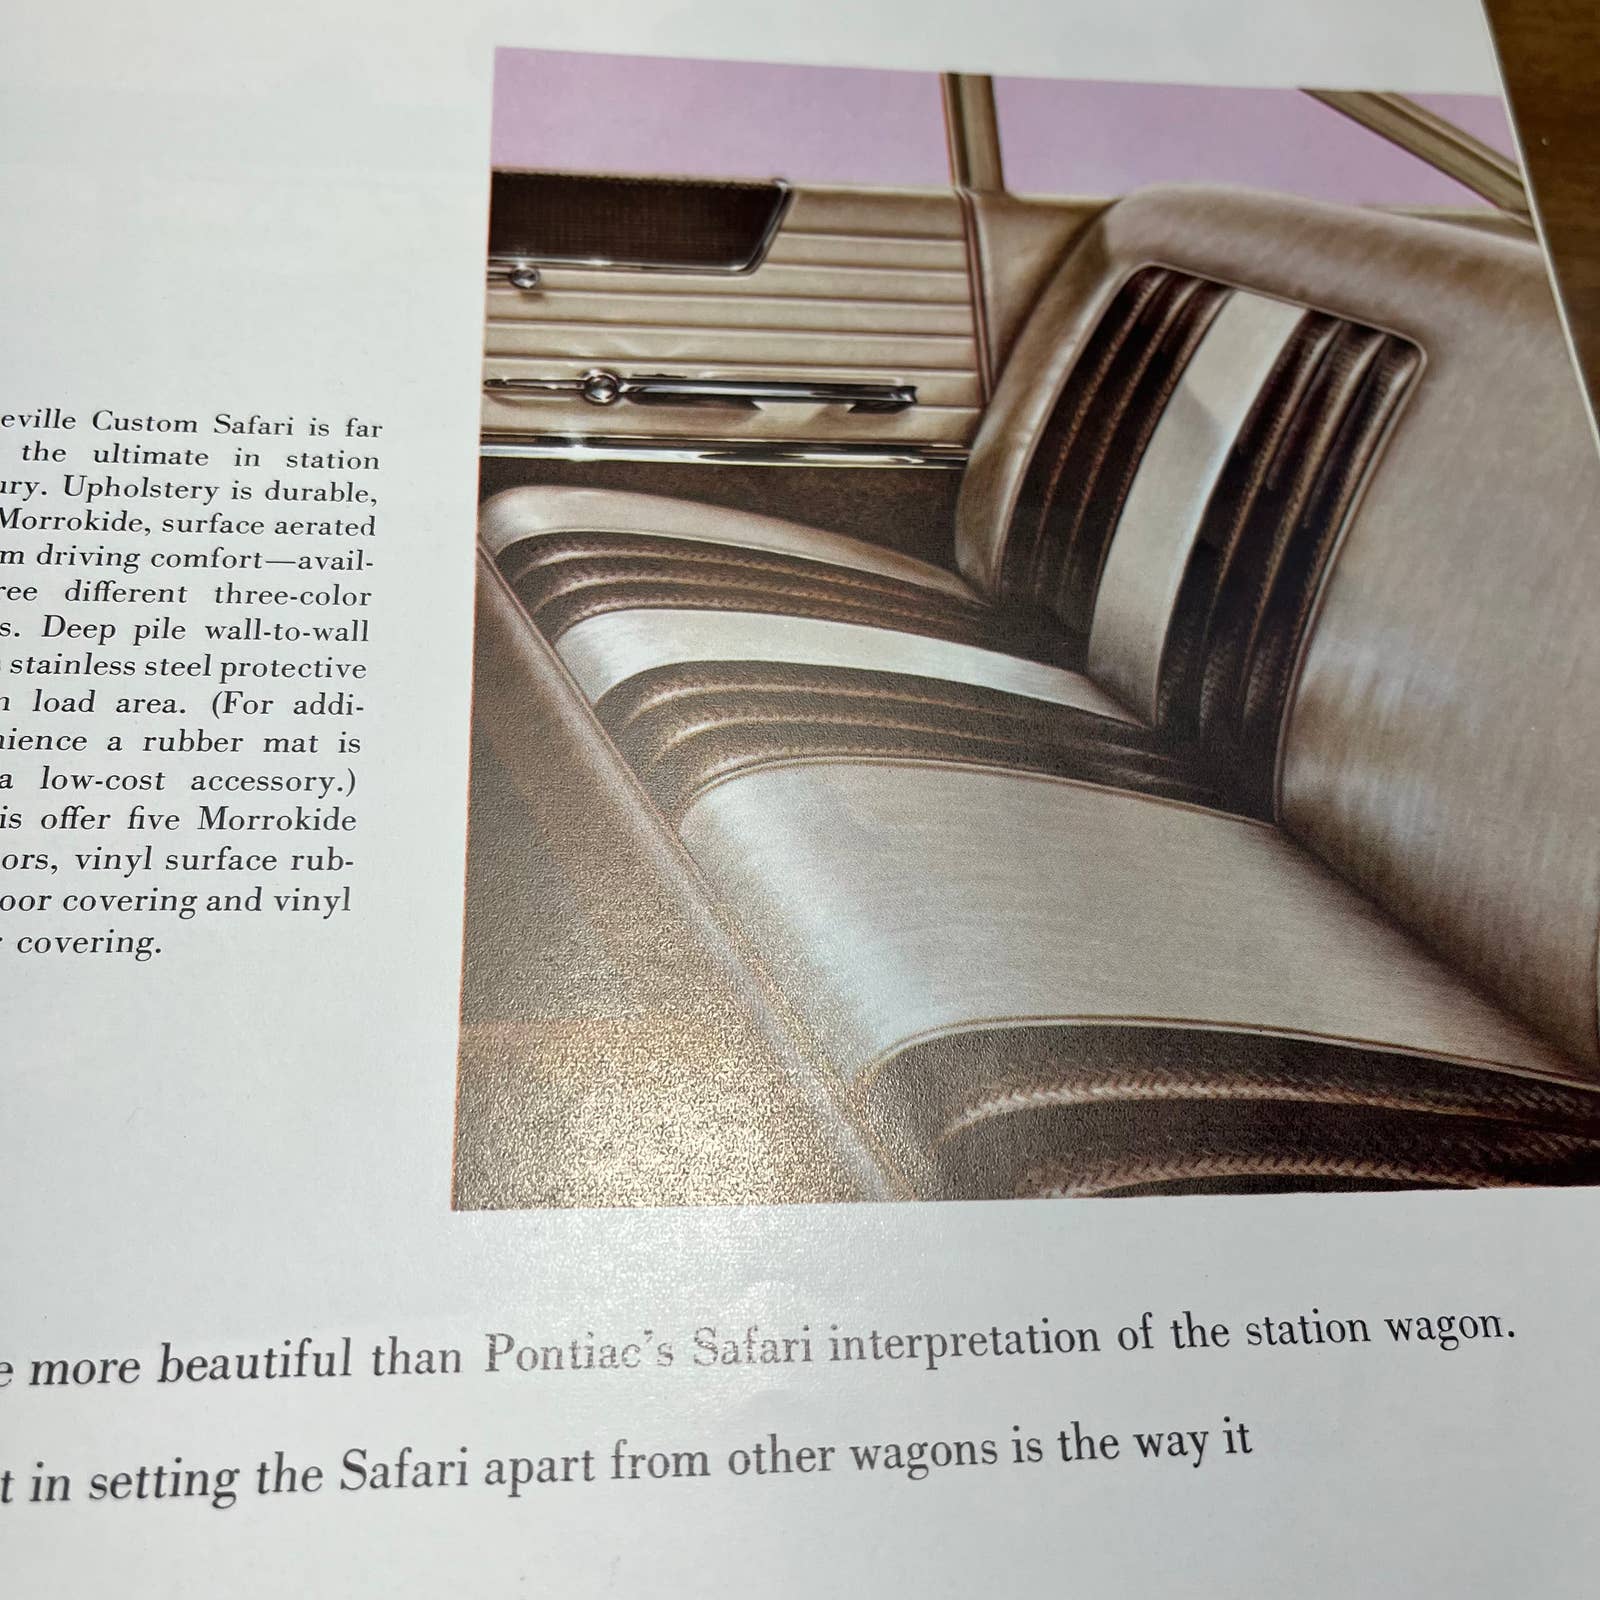 eville Custom Safari is far
the ultimate in station
ury. Upholstery is durable,
Morrokide, surface aerated
m driving comfort—avail-
ree different three-color
s. Deep pile wall-to-wall
stainless steel protective
n load area. (For addi-
nience a rubber mat is
a low-cost accessory.)
is offer five Morrokide
ors, vinyl surface rub-
oor covering and vinyl
covering.
e more beautiful than Pontiac's Safari interpretation of the station wagon.
t in setting the Safari apart from other wagons is the way it